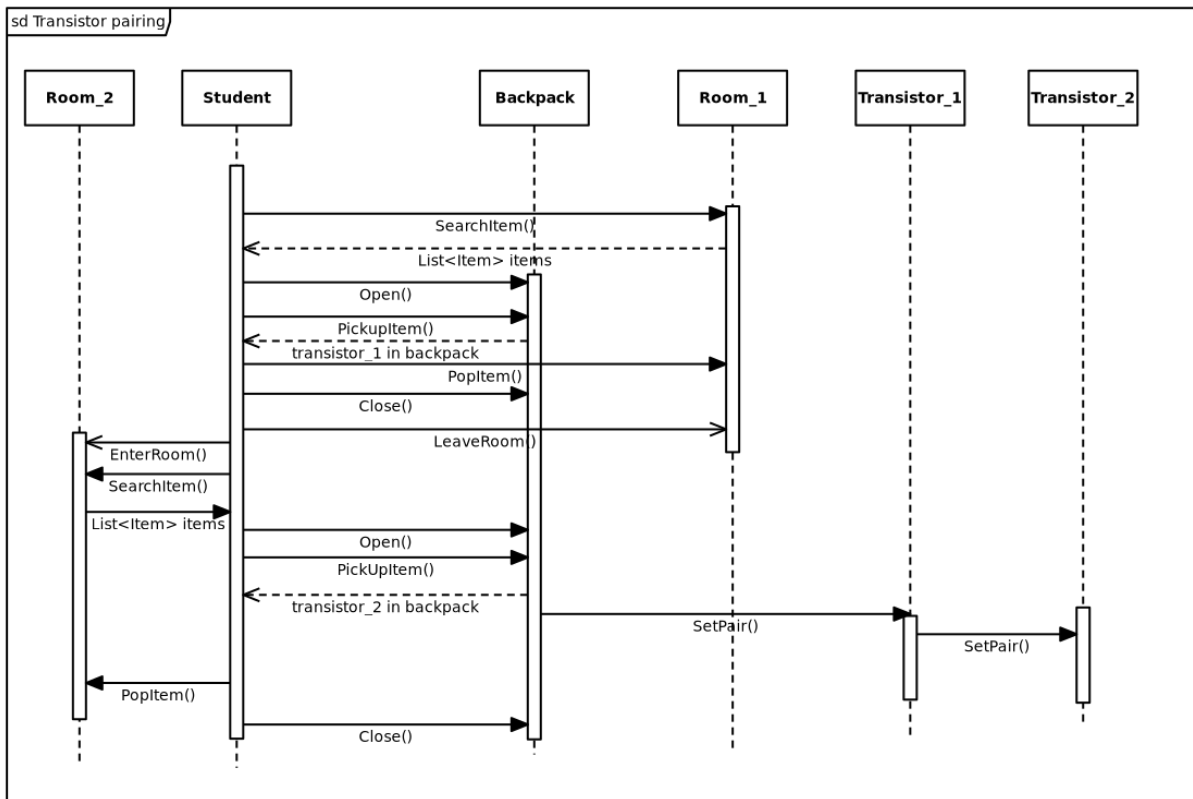 sd Transistor pairing
Room_2
Student
Backpack
Room_1
Transistor_1
Transistor_2
SearchItem()
List<Item> items
Open()
PickupItem()
transistor_1 in backpack
PopItem()
Close()
LeaveRoom()
EnterRoom()
SearchItem()
List<Item> items
Open()
PickUpItem()
transistor_2 in backpack
SetPair()
SetPair()
PopItem()
Close()